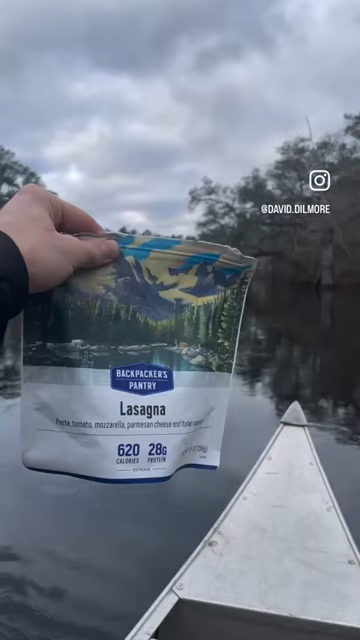 @DAVID.DILMORE
BACKPACKER'S
PANTRY
Lasagna
Pasta, tomato, mozzarella, parmesan cheese and Italian
620 28G
CALORIES PROTEIN